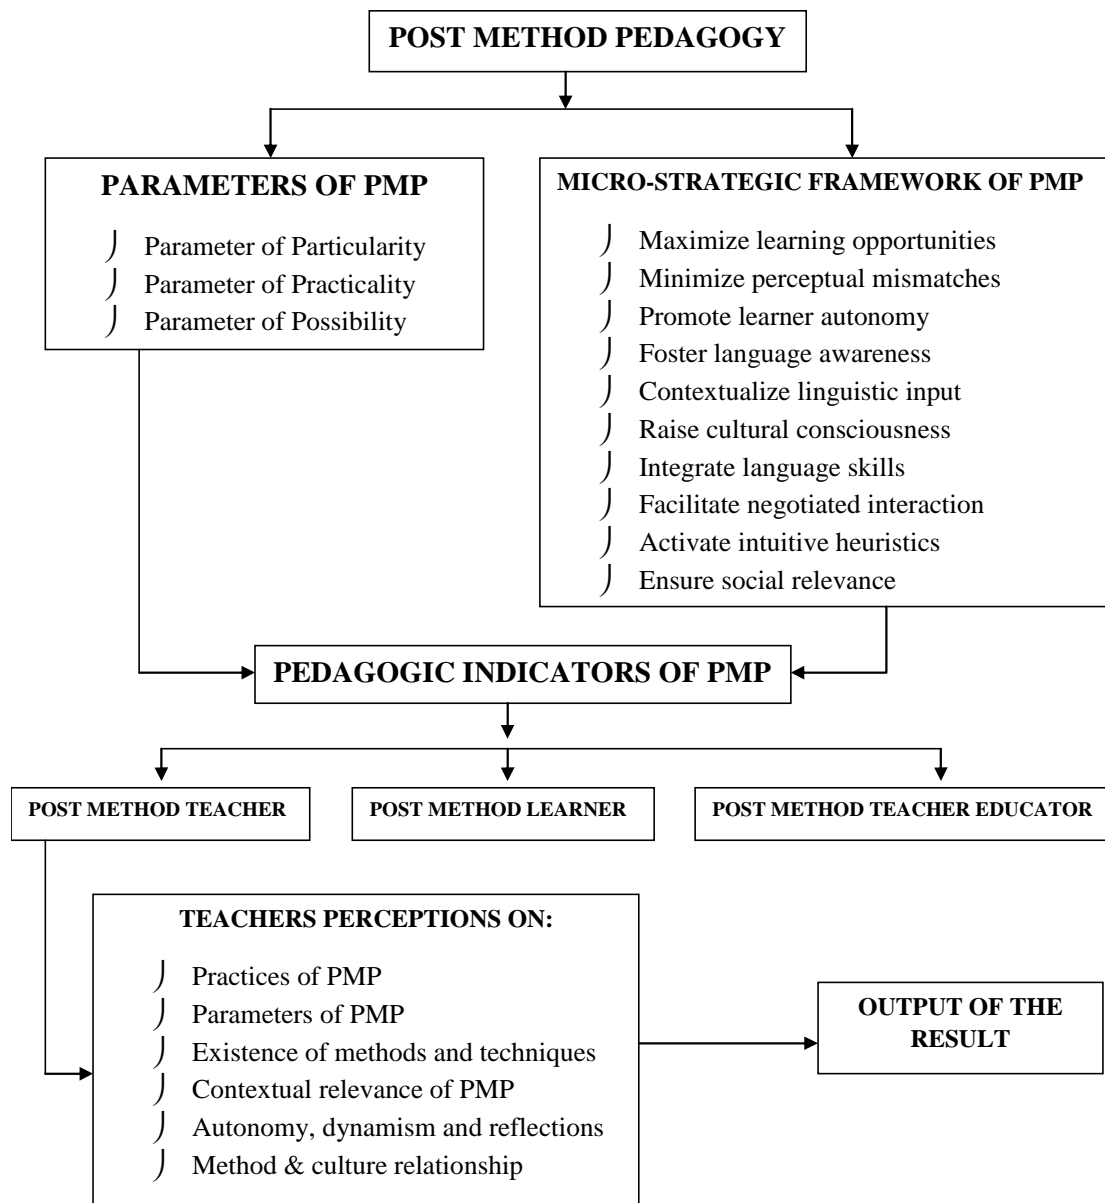 POST METHOD PEDAGOGY
PARAMETERS OF PMP
Parameter of Particularity
Parameter of Practicality
Parameter of Possibility
MICRO-STRATEGIC FRAMEWORK OF PMP
Maximize learning opportunities
Minimize perceptual mismatches
Promote learner autonomy
Foster language awareness
Contextualize linguistic input
Raise cultural consciousness
Integrate language skills
Facilitate negotiated interaction
Activate intuitive heuristics
Ensure social relevance
PEDAGOGIC INDICATORS OF PMP
POST METHOD TEACHER
POST METHOD LEARNER
POST METHOD TEACHER EDUCATOR
TEACHERS PERCEPTIONS ON:
Practices of PMP
Parameters of PMP
Existence of methods and techniques
Contextual relevance of PMP
Autonomy, dynamism and reflections
Method & culture relationship
OUTPUT OF THE
RESULT